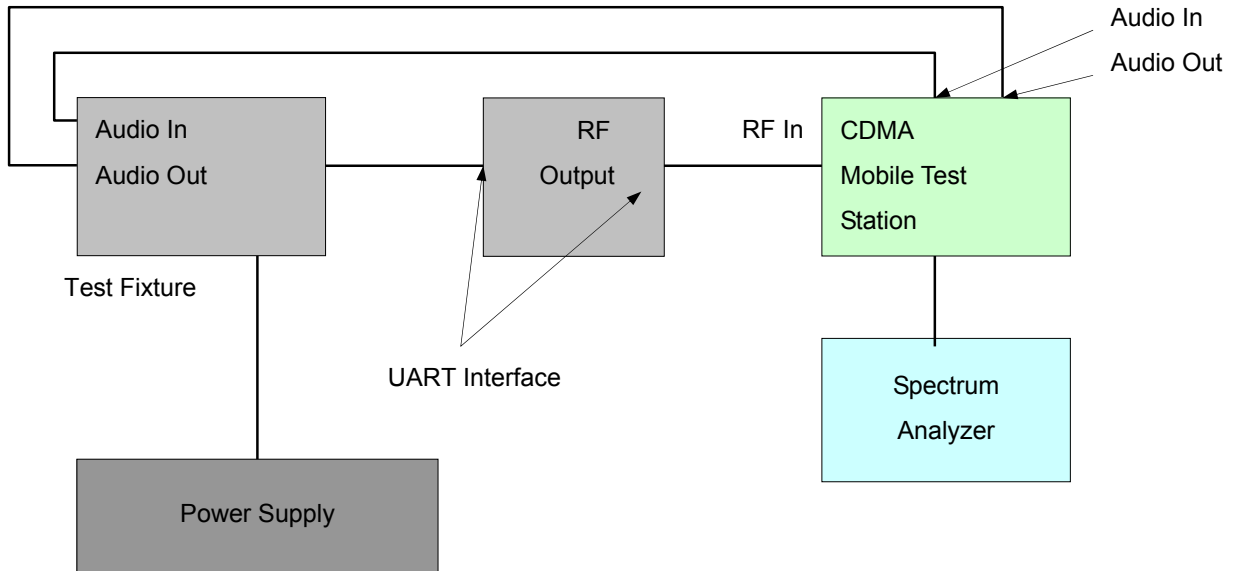 Audio In
Audio Out
Audio In
Audio Out
RF
Output
RF In
CDMA
Mobile Test
Station
Test Fixture
UART Interface
Spectrum
Analyzer
Power Supply